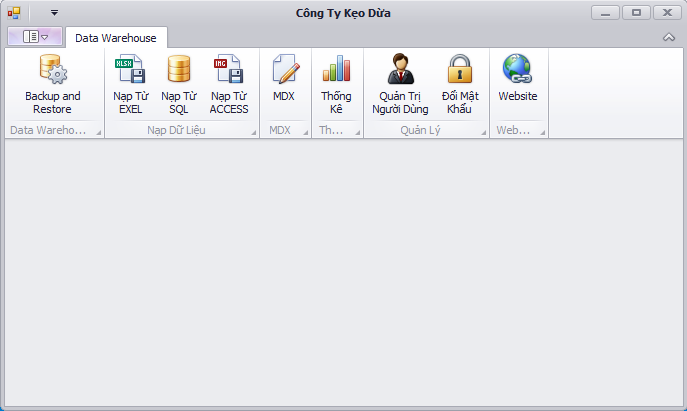 Công Ty Kẹo Dừa
Data Warehouse
Backup and
Restore
Data Wareho...
XLSX
Nạp Từ
EXEL
Nạp Từ
SQL
Nạp Từ
ACCESS
Nạp Dữ Liệu
MDX
MDX
Thống
Kê
Th...
Quản Trị
Người Dùng
Đổi Mật
Khẩu
Quản Lý
Website
Web...